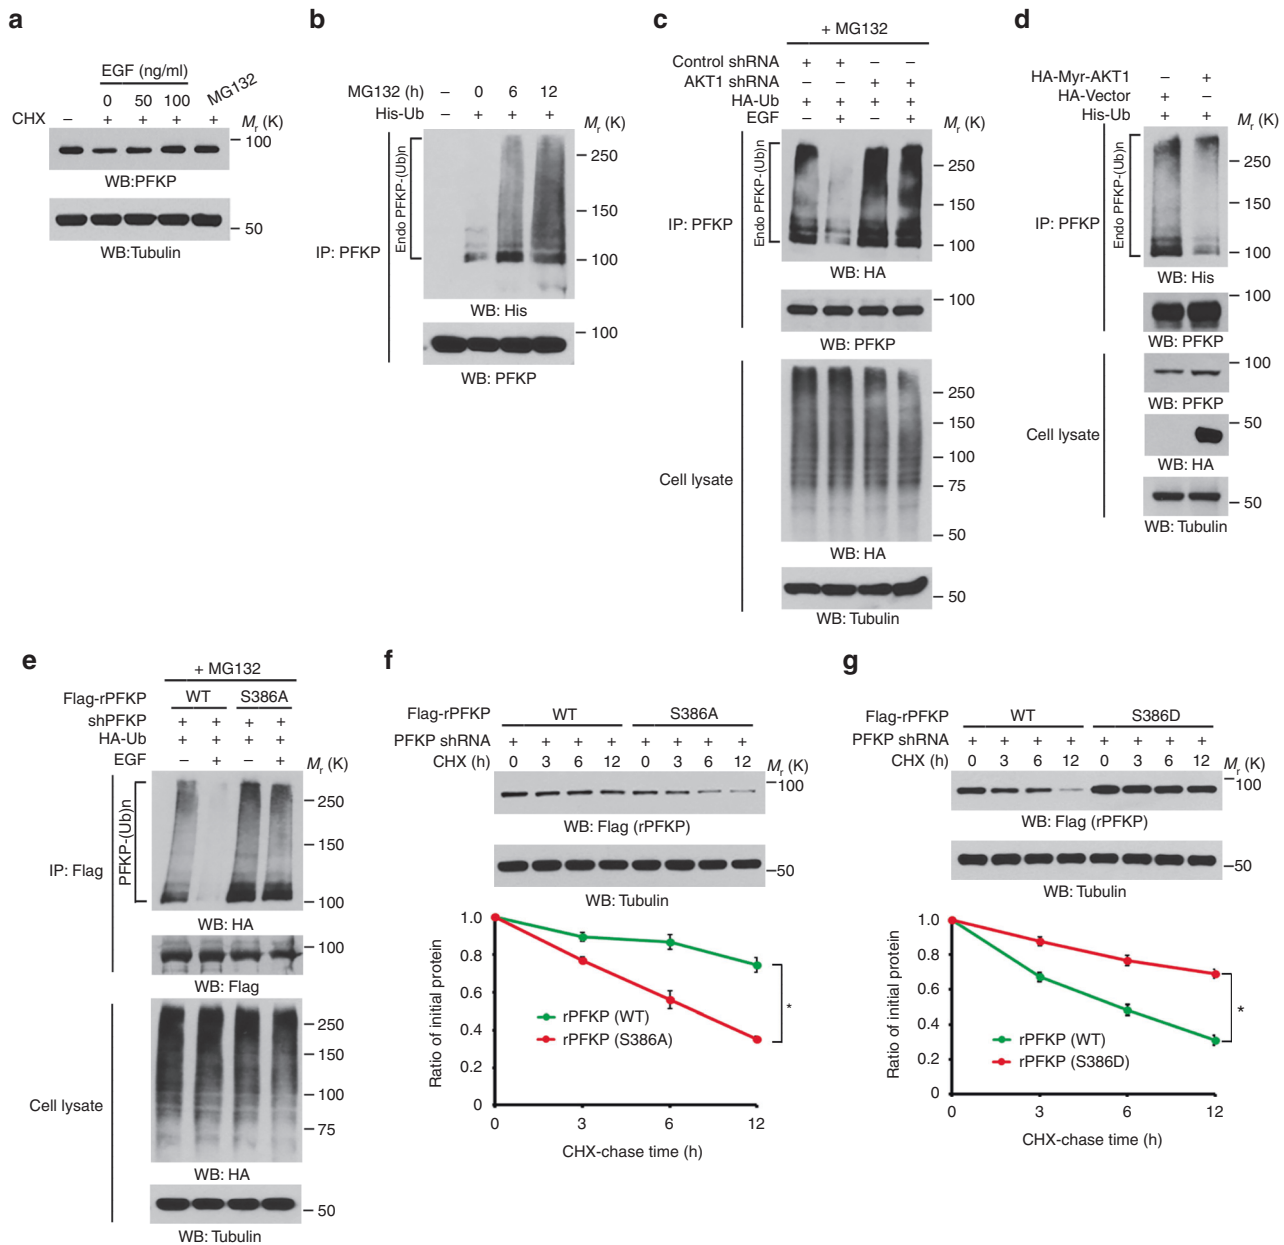 a
EGF (ng/ml)
0 50 100 MG132
CHX – + + + + Mr (K)
100
WB:PFKP
50
WB:Tubulin
b
MG132 (h) – 0 6 12
His-Ub – + + + Mr (K)
IP: PFKP
Endo PFKP-(Ub)n
250
150
100
WB: His
100
WB: PFKP
c
+ MG132
Control shRNA + + – –
AKT1 shRNA – – + +
HA-Ub + + + +
EGF – + – + Mr (K)
IP: PFKP
Endo PFKP-(Ub)n
250
150
100
WB: HA
100
WB: PFKP
Cell lysate
250
150
100
75
50
WB: HA
50
WB: Tubulin
d
HA-Myr-AKT1 – +
HA-Vector + –
His-Ub + + Mr (K)
IP: PFKP
Endo PFKP-(Ub)n
250
150
100
WB: His
100
WB: PFKP
Cell lysate
100
WB: PFKP
50
WB: HA
50
WB: Tubulin
e
+ MG132
Flag-rPFKP WT S386A
shPFKP + + + +
HA-Ub + + + +
EGF – + – + Mr (K)
IP: Flag
PFKP-(Ub)n
250
150
100
WB: HA
100
WB: Flag
Cell lysate
250
150
100
75
WB: HA
50
WB: Tubulin
f
Flag-rPFKP WT S386A
PFKP shRNA + + + + + + + +
CHX (h) 0 3 6 12 0 3 6 12 Mr (K)
100
WB: Flag (rPFKP)
50
WB: Tubulin
Ratio of initial protein
1.0
0.8
0.6
0.4
0.2
0
rPFKP (WT)
rPFKP (S386A)
*
0 3 6 12
CHX-chase time (h)
g
Flag-rPFKP WT S386D
PFKP shRNA + + + + + + + +
CHX (h) 0 3 6 12 0 3 6 12 Mr (K)
100
WB: Flag (rPFKP)
50
WB: Tubulin
Ratio of initial protein
1.0
0.8
0.6
0.4
0.2
0
rPFKP (WT)
rPFKP (S386D)
*
0 3 6 12
CHX-chase time (h)